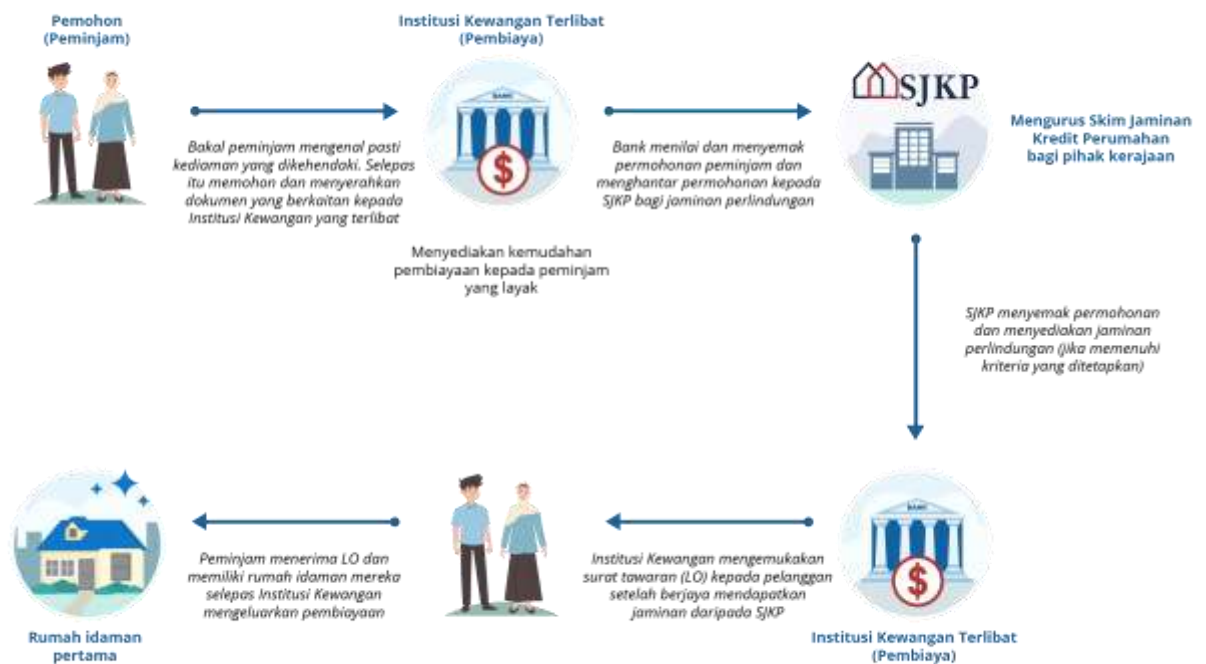 Pemohon
(Peminjam)
Institusi Kewangan Terlibat
(Pembiaya)
BANK
$
SJKP
Mengurus Skim Jaminan
Kredit Perumahan
bagi pihak kerajaan
Bakal peminjam mengenal pasti
kediaman yang dikehendaki. Selepas
itu memohon dan menyerahkan
dokumen yang berkaitan kepada
Institusi Kewangan yang terlibat
Bank menilai dan menyemak
permohonan peminjam dan
menghantar permohonan kepada
SJKP bagi jaminan perlindungan
Menyediakan kemudahan
pembiayaan kepada peminjam
yang layak
SJKP menyemak permohonan
dan menyediakan jaminan
perlindungan (jika memenuhi
kriteria yang ditetapkan)
BANK
$
Institusi Kewangan Terlibat
(Pembiaya)
Institusi Kewangan mengemukakan
surat tawaran (LO) kepada pelanggan
setelah berjaya mendapatkan
jaminan daripada SJKP
Peminjam menerima LO dan
memiliki rumah idaman mereka
selepas Institusi Kewangan
mengeluarkan pembiayaan
Rumah idaman
pertama